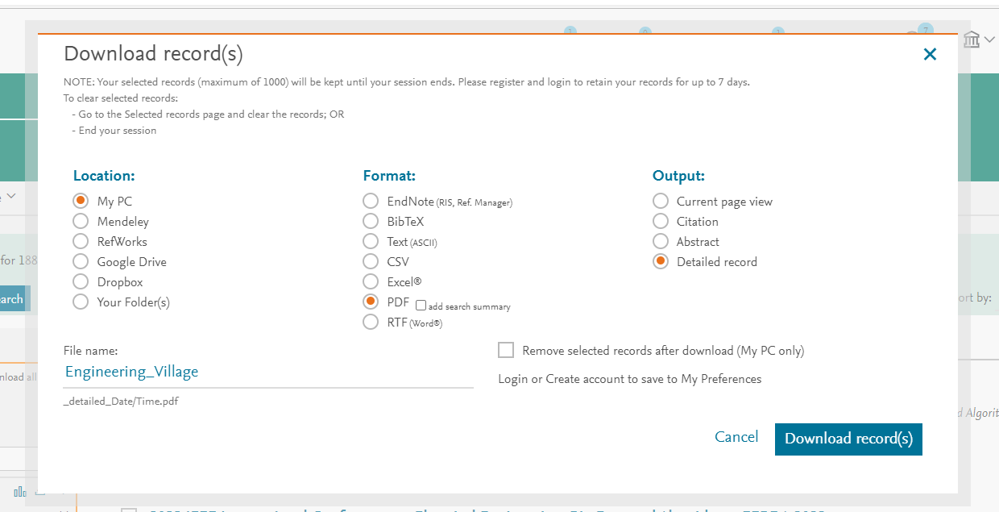 Download record(s)
NOTE: Your selected records (maximum of 1000) will be kept until your session ends. Please register and login to retain your records for up to 7 days.
To clear selected records:
- Go to the Selected records page and clear the records; OR
- End your session
Location:
My PC
Mendeley
RefWorks
Google Drive
Dropbox
Your Folder(s)
Format:
EndNote (RIS, Ref. Manager)
BibTeX
Text (ASCII)
CSV
Excel®
PDF add search summary
RTF (Word®)
Output:
Current page view
Citation
Abstract
Detailed record
File name:
Engineering_Village
_detailed_Date/Time.pdf
Remove selected records after download (My PC only)
Login or Create account to save to My Preferences
Cancel
Download record(s)
for 188
earch
ort by:
nload all
d Algorit
7